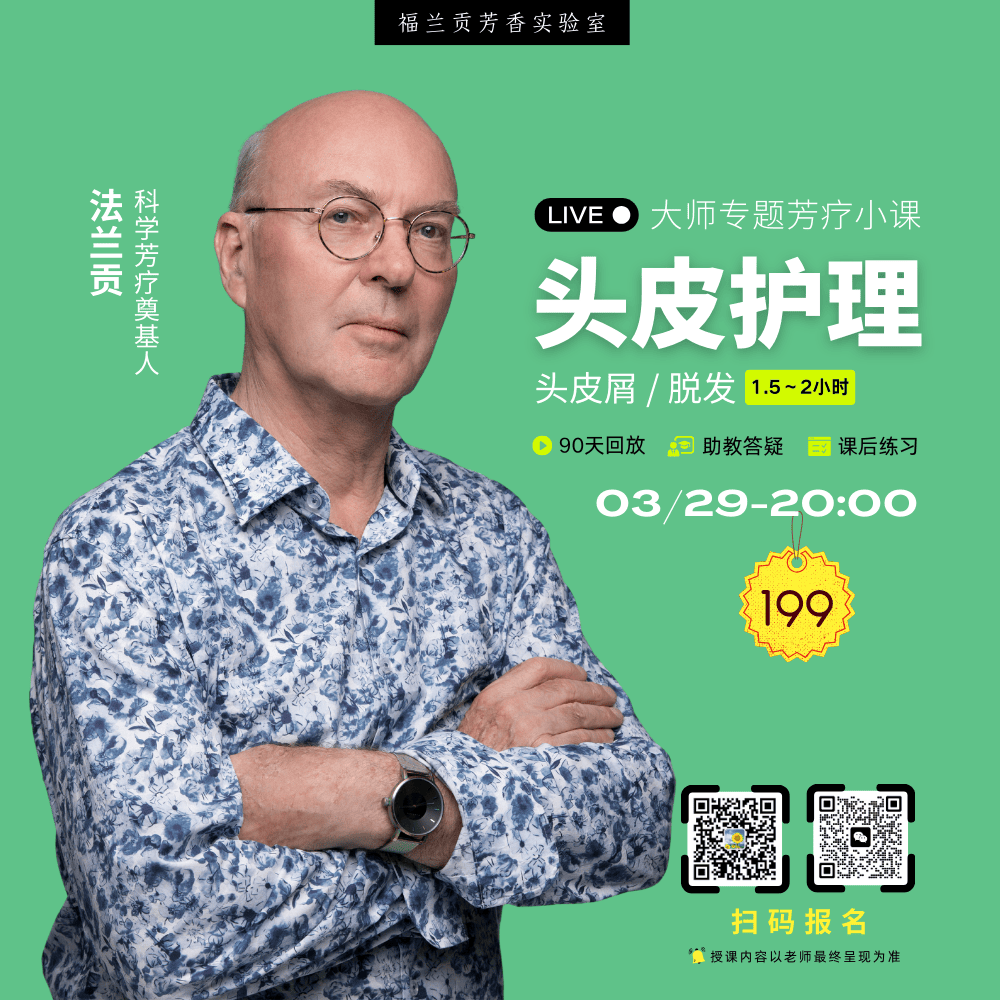 福兰贡芳香实验室
科学芳疗奠基人
法兰贡
LIVE 大师专题芳疗小课
头皮护理
头皮屑 / 脱发 1.5~2小时
90天回放 助教答疑 课后练习
03/29-20:00
199
扫码报名
授课内容以老师最终呈现为准